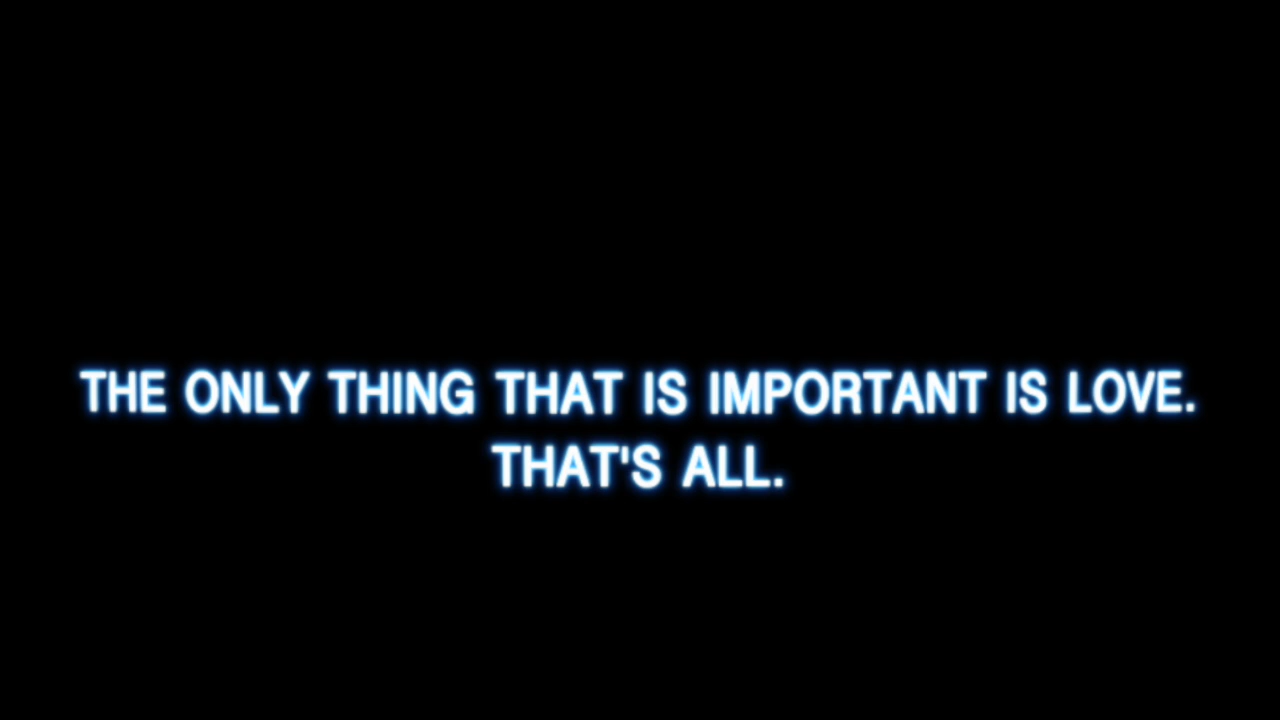 THE ONLY THING THAT IS IMPORTANT IS LOVE.
THAT'S ALL.